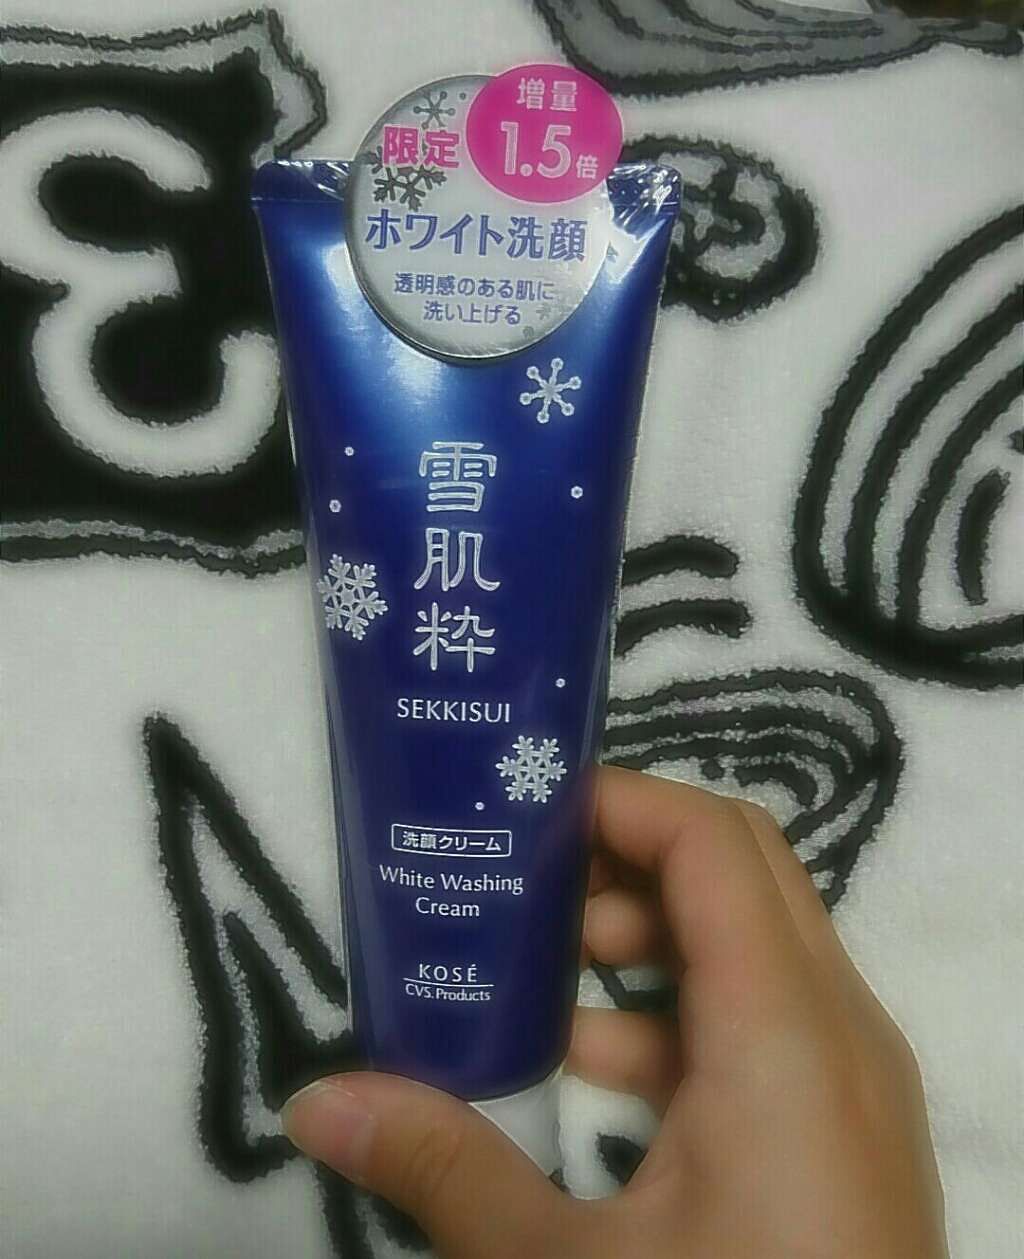 増量
1.5倍
限定
ホワイト洗顔
透明感のある肌に
洗い上げる
雪肌粋
SEKKISUI
洗顔クリーム
White Washing
Cream
KOSÉ
CVS.Products